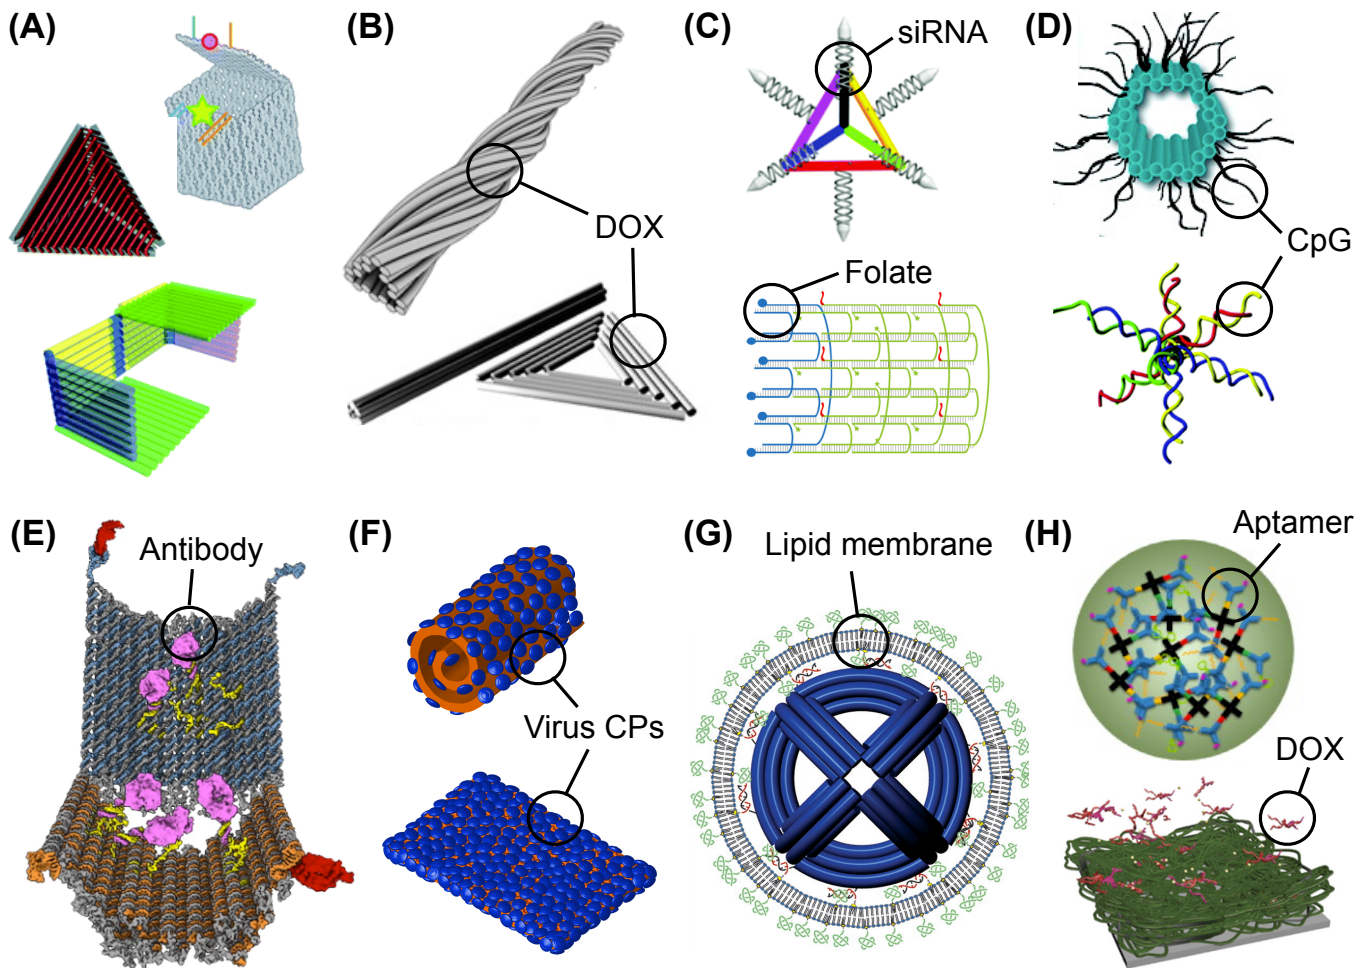 (A)
(B)
(C)
(D)
siRNA
DOX
CpG
Folate
(E)
(F)
(G)
(H)
Antibody
Lipid membrane
Aptamer
Virus CPs
DOX